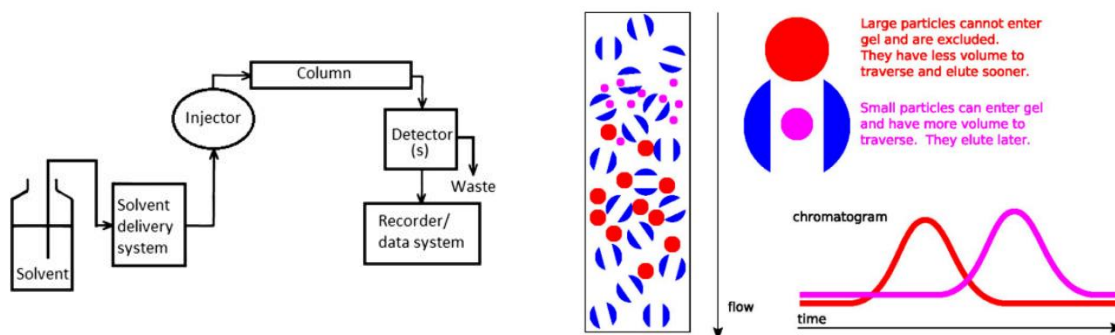 Solvent
Solvent
delivery
system
Injector
Column
Detector
(s)
Waste
Recorder/
data system
flow
Large particles cannot enter
gel and are excluded.
They have less volume to
traverse and elute sooner.
Small particles can enter gel
and have more volume to
traverse. They elute later.
chromatogram
time